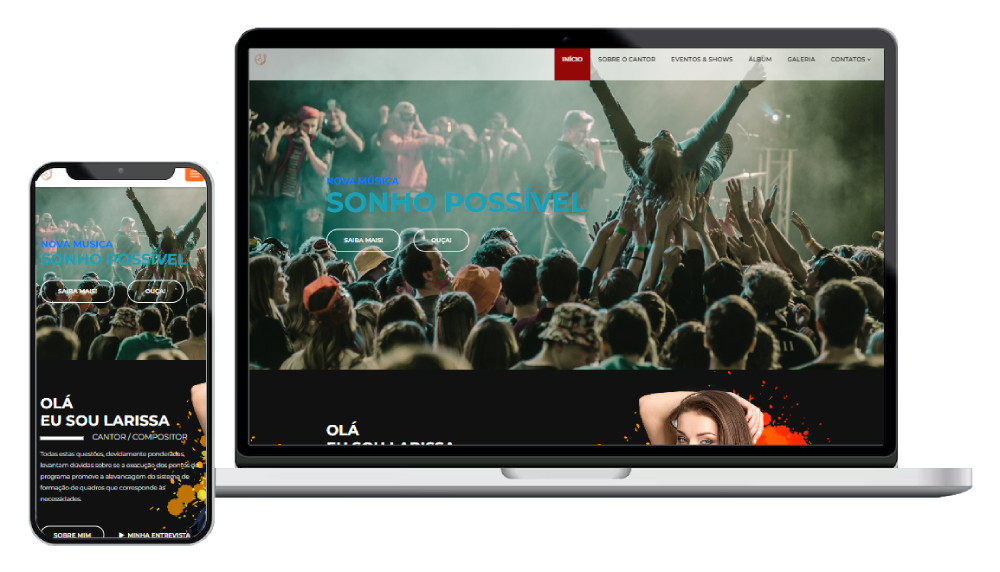 INÍCIO SOBRE O CANTOR EVENTOS & SHOWS ÁLBUM GALERIA CONTATOS
NOVA MÚSICA
SONHO POSSÍVEL
SAIBA MAIS! OUÇA!
OLÁ
EU SOU LARISSA
NOVA MÚSICA
SONHO POSSÍVEL
SAIBA MAIS! OUÇA!
OLÁ
EU SOU LARISSA
CANTOR / COMPOSITOR
Todas estas questões, devidamente ponderadas,
levantam dúvidas sobre se a execução dos pontos do
programa promove a alavancagem do sistema de
formação de quadros que corresponde às
necessidades.
SOBRE MIM MINHA ENTREVISTA